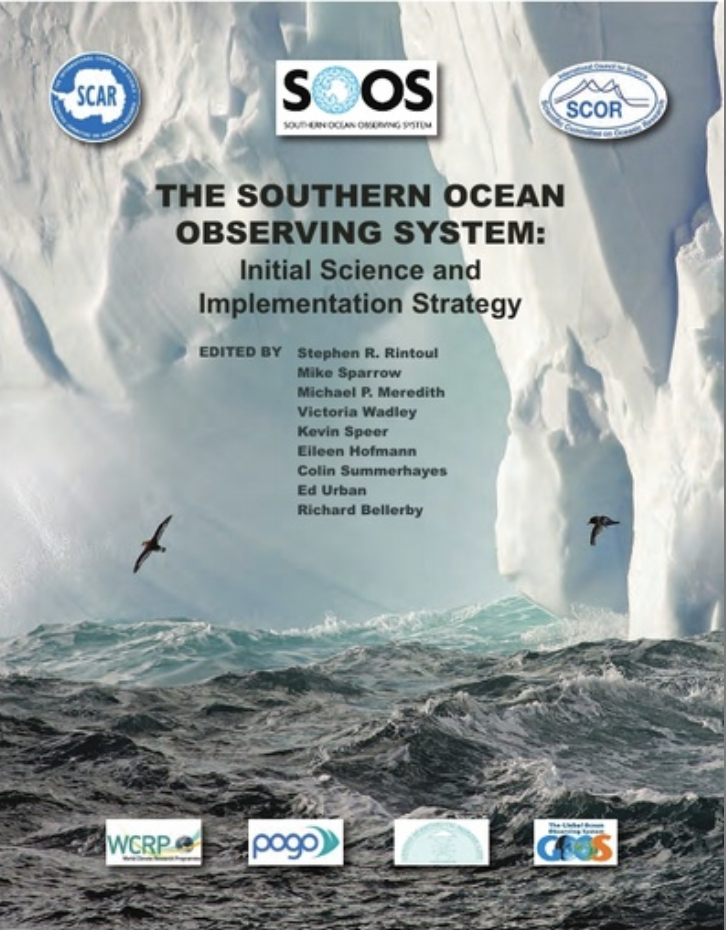 SCAR
SOOS
SOUTHERN OCEAN OBSERVING SYSTEM
International Council for Science
SCOR
Scientific Committee on Oceanic Research
THE SOUTHERN OCEAN
OBSERVING SYSTEM:
Initial Science and
Implementation Strategy
EDITED BY Stephen R. Rintoul
Mike Sparrow
Michael P. Meredith
Victoria Wadley
Kevin Speer
Eileen Hofmann
Colin Summerhayes
Ed Urban
Richard Bellerby
WCRP
World Climate Research Programme
pogo
The Global Ocean
Observing System
GOOS